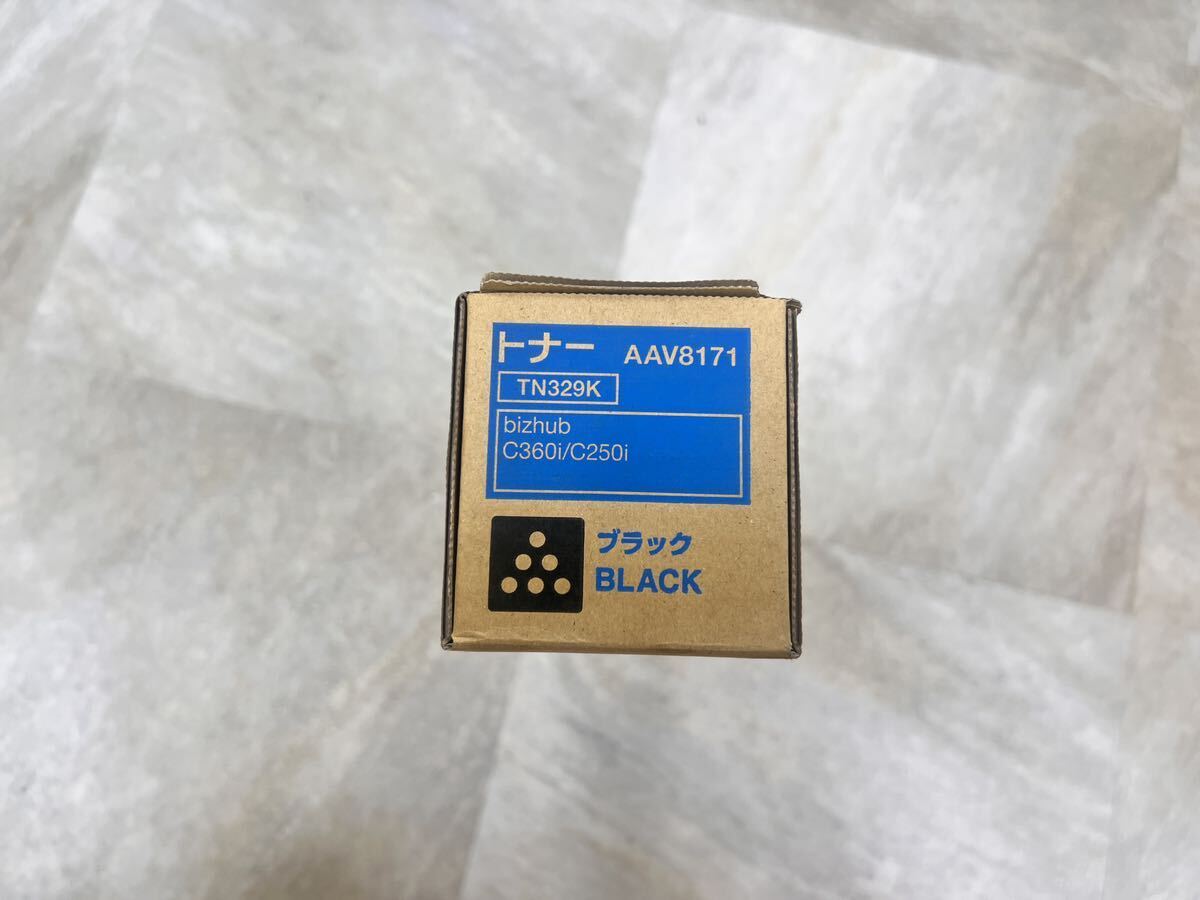 トナー AAV8171
TN329K
bizhub
C360i/C250i
ブラック
BLACK